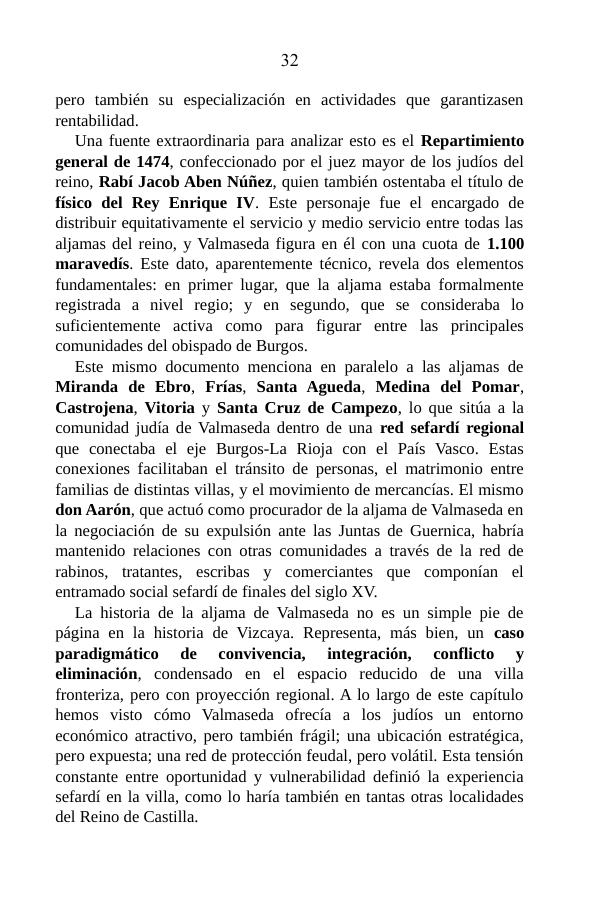 32
pero también su especialización en actividades que garantizasen
rentabilidad.
Una fuente extraordinaria para analizar esto es el Repartimiento
general de 1474, confeccionado por el juez mayor de los judíos del
reino, Rabí Jacob Aben Núñez, quien también ostentaba el título de
físico del Rey Enrique IV. Este personaje fue el encargado de
distribuir equitativamente el servicio y medio servicio entre todas las
aljamas del reino, y Valmaseda figura en él con una cuota de 1.100
maravedís. Este dato, aparentemente técnico, revela dos elementos
fundamentales: en primer lugar, que la aljama estaba formalmente
registrada a nivel regio; y en segundo, que se consideraba lo
suficientemente activa como para figurar entre las principales
comunidades del obispado de Burgos.
Este mismo documento menciona en paralelo a las aljamas de
Miranda de Ebro, Frías, Santa Agueda, Medina del Pomar,
Castrojena, Vitoria y Santa Cruz de Campezo, lo que sitúa a la
comunidad judía de Valmaseda dentro de una red sefardí regional
que conectaba el eje Burgos-La Rioja con el País Vasco. Estas
conexiones facilitaban el tránsito de personas, el matrimonio entre
familias de distintas villas, y el movimiento de mercancías. El mismo
don Aarón, que actuó como procurador de la aljama de Valmaseda en
la negociación de su expulsión ante las Juntas de Guernica, habría
mantenido relaciones con otras comunidades a través de la red de
rabinos, tratantes, escribas y comerciantes que componían el
entramado social sefardí de finales del siglo XV.
La historia de la aljama de Valmaseda no es un simple pie de
página en la historia de Vizcaya. Representa, más bien, un caso
paradigmático de convivencia, integración, conflicto y
eliminación, condensado en el espacio reducido de una villa
fronteriza, pero con proyección regional. A lo largo de este capítulo
hemos visto cómo Valmaseda ofrecía a los judíos un entorno
económico atractivo, pero también frágil; una ubicación estratégica,
pero expuesta; una red de protección feudal, pero volátil. Esta tensión
constante entre oportunidad y vulnerabilidad definió la experiencia
sefardí en la villa, como lo haría también en tantas otras localidades
del Reino de Castilla.